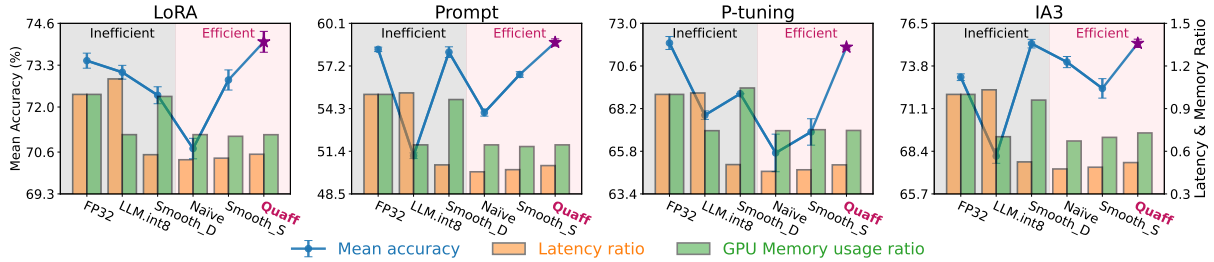 LoRA
Prompt
P-tuning
IA3
Mean Accuracy (%)
74.6
73.3
72.0
70.6
69.3
Inefficient
Efficient
FP32
LLM.int8
Smooth_D
Naïve
Smooth_S
Quaff
60.1
57.2
54.3
51.4
48.5
Inefficient
Efficient
FP32
LLM.int8
Smooth_D
Naïve
Smooth_S
Quaff
73.0
70.6
68.2
65.8
63.4
Inefficient
Efficient
FP32
LLM.int8
Smooth_D
Naïve
Smooth_S
Quaff
76.5
73.8
71.1
68.4
65.7
Inefficient
Efficient
FP32
LLM.int8
Smooth_D
Naïve
Smooth_S
Quaff
1.5
1.2
0.9
0.6
0.3
Latency & Memory Ratio
Mean accuracy
Latency ratio
GPU Memory usage ratio